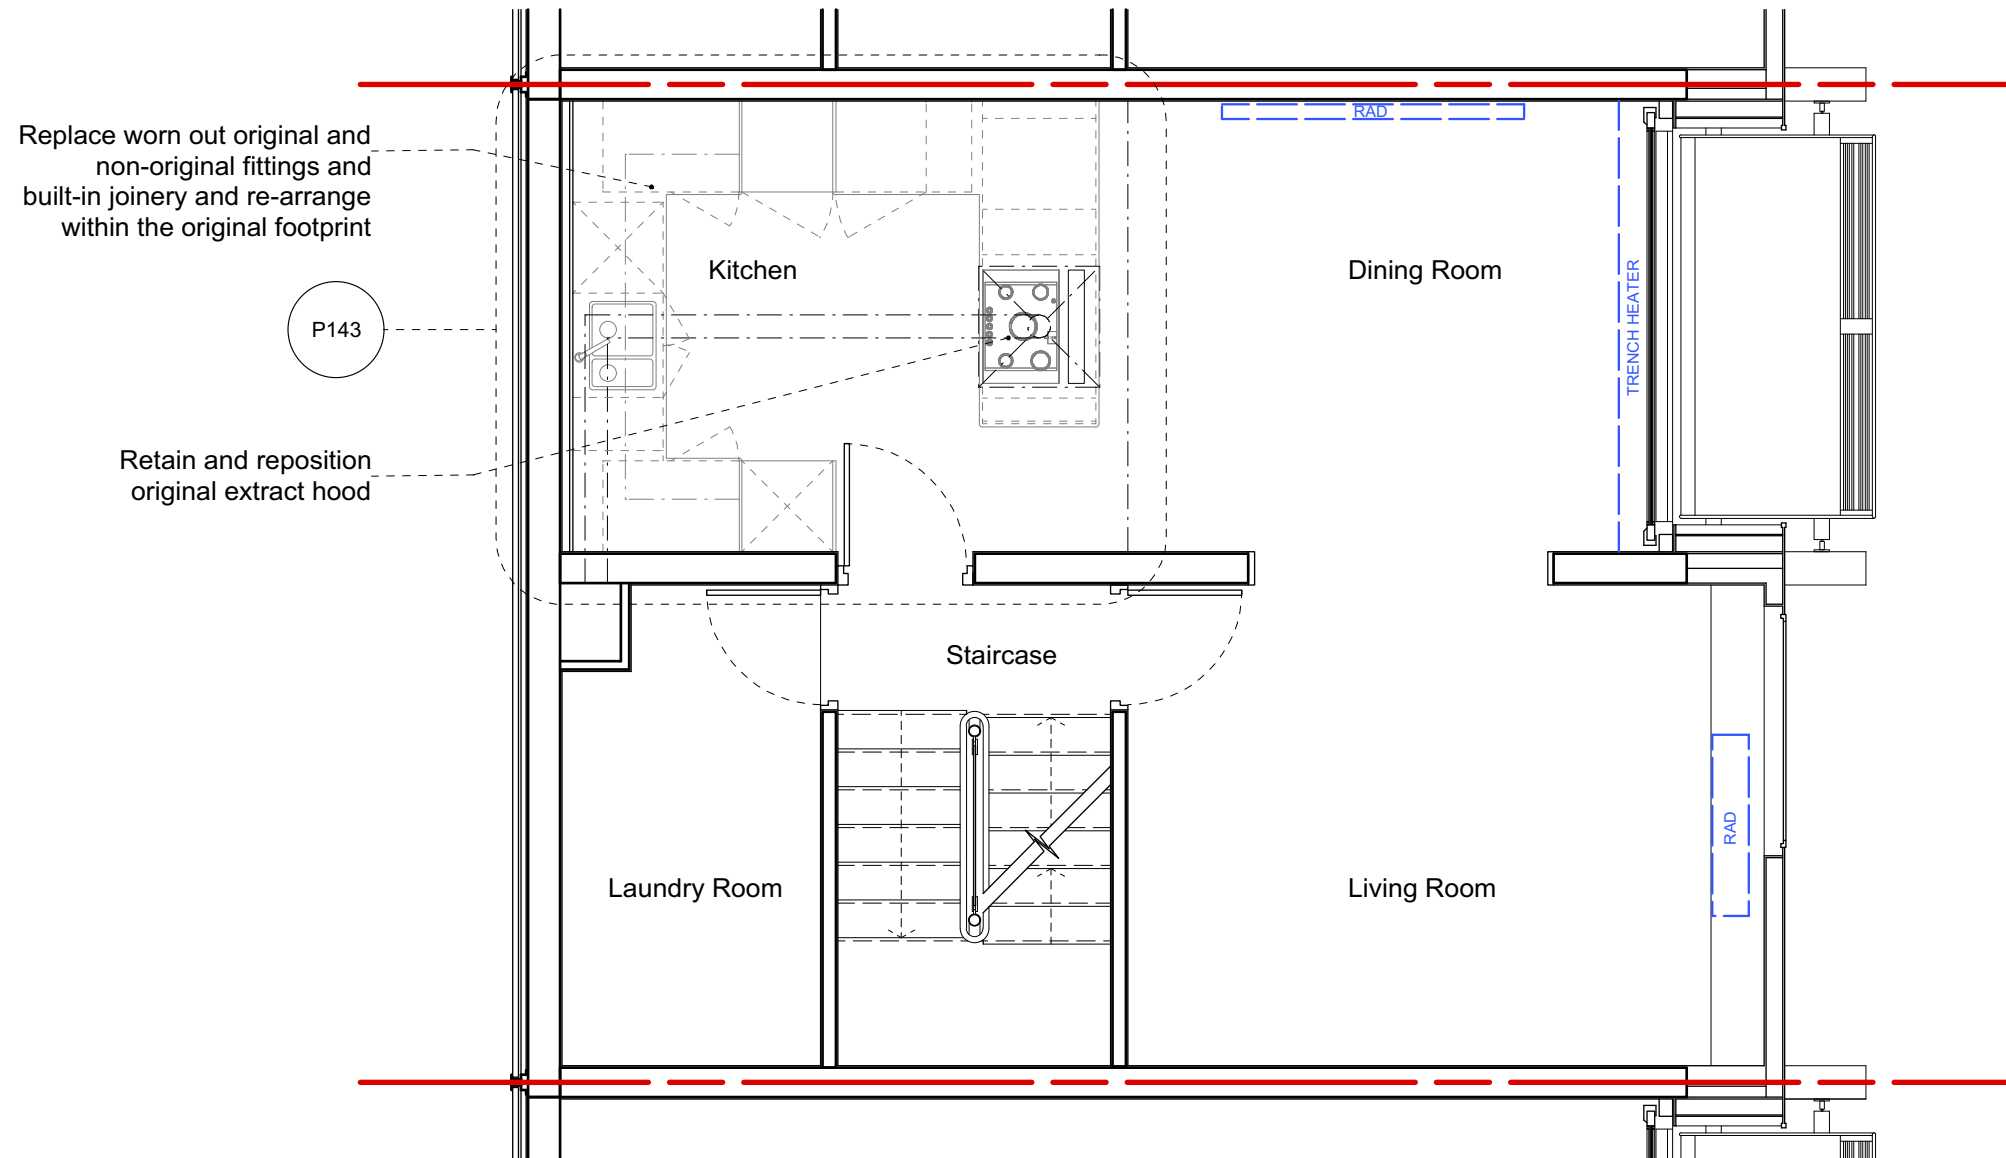 RAD
Replace worn out original and
non-original fittings and
built-in joinery and re-arrange
within the original footprint
Kitchen
Dining Room
TRENCH HEATER
P143
Retain and reposition
original extract hood
Staircase
RAD
Laundry Room
Living Room